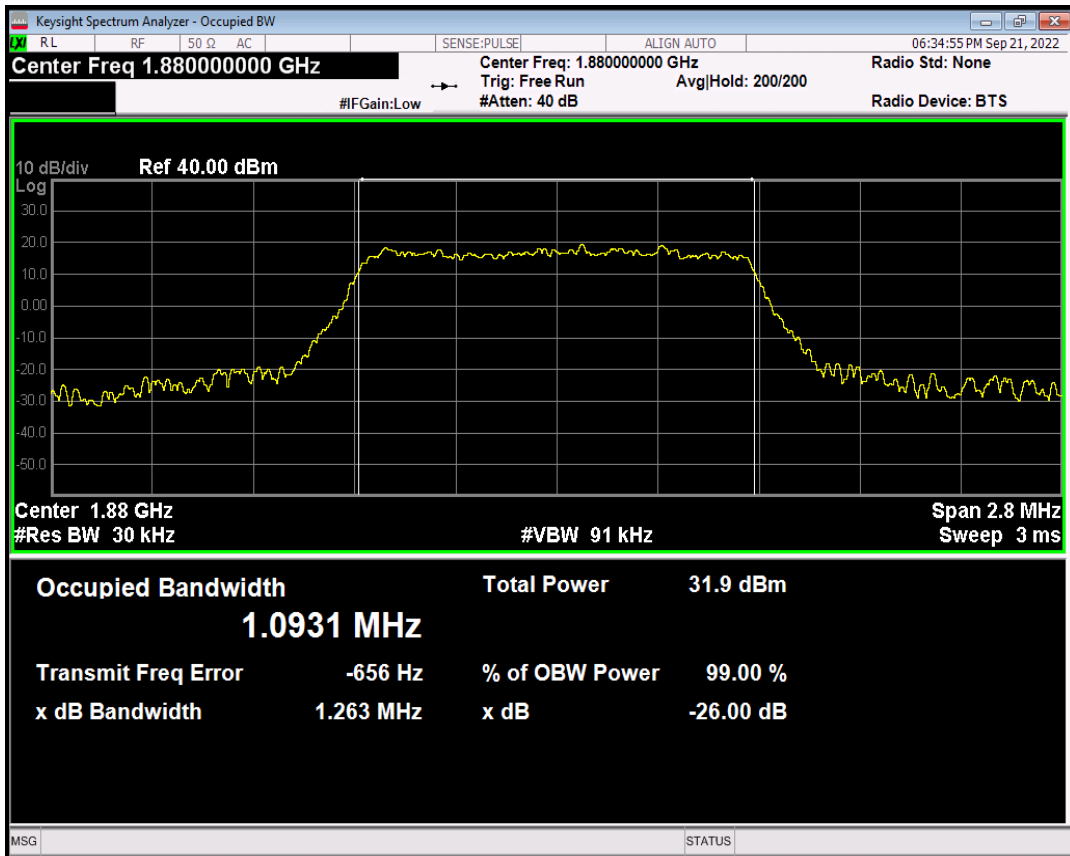 Keysight Spectrum Analyzer - Occupied BW
LXI RL RF 50 Ω AC SENSE:PULSE ALIGN AUTO 06:34:55 PM Sep 21, 2022
Center Freq 1.880000000 GHz Center Freq: 1.880000000 GHz Radio Std: None
Trig: Free Run Avg|Hold: 200/200
#IFGain:Low #Atten: 40 dB Radio Device: BTS
10 dB/div Ref 40.00 dBm
Log
30.0
20.0
10.0
0.00
-10.0
-20.0
-30.0
-40.0
-50.0
Center 1.88 GHz Span 2.8 MHz
#Res BW 30 kHz #VBW 91 kHz Sweep 3 ms
Occupied Bandwidth Total Power 31.9 dBm
1.0931 MHz
Transmit Freq Error -656 Hz % of OBW Power 99.00 %
x dB Bandwidth 1.263 MHz x dB -26.00 dB
MSG STATUS